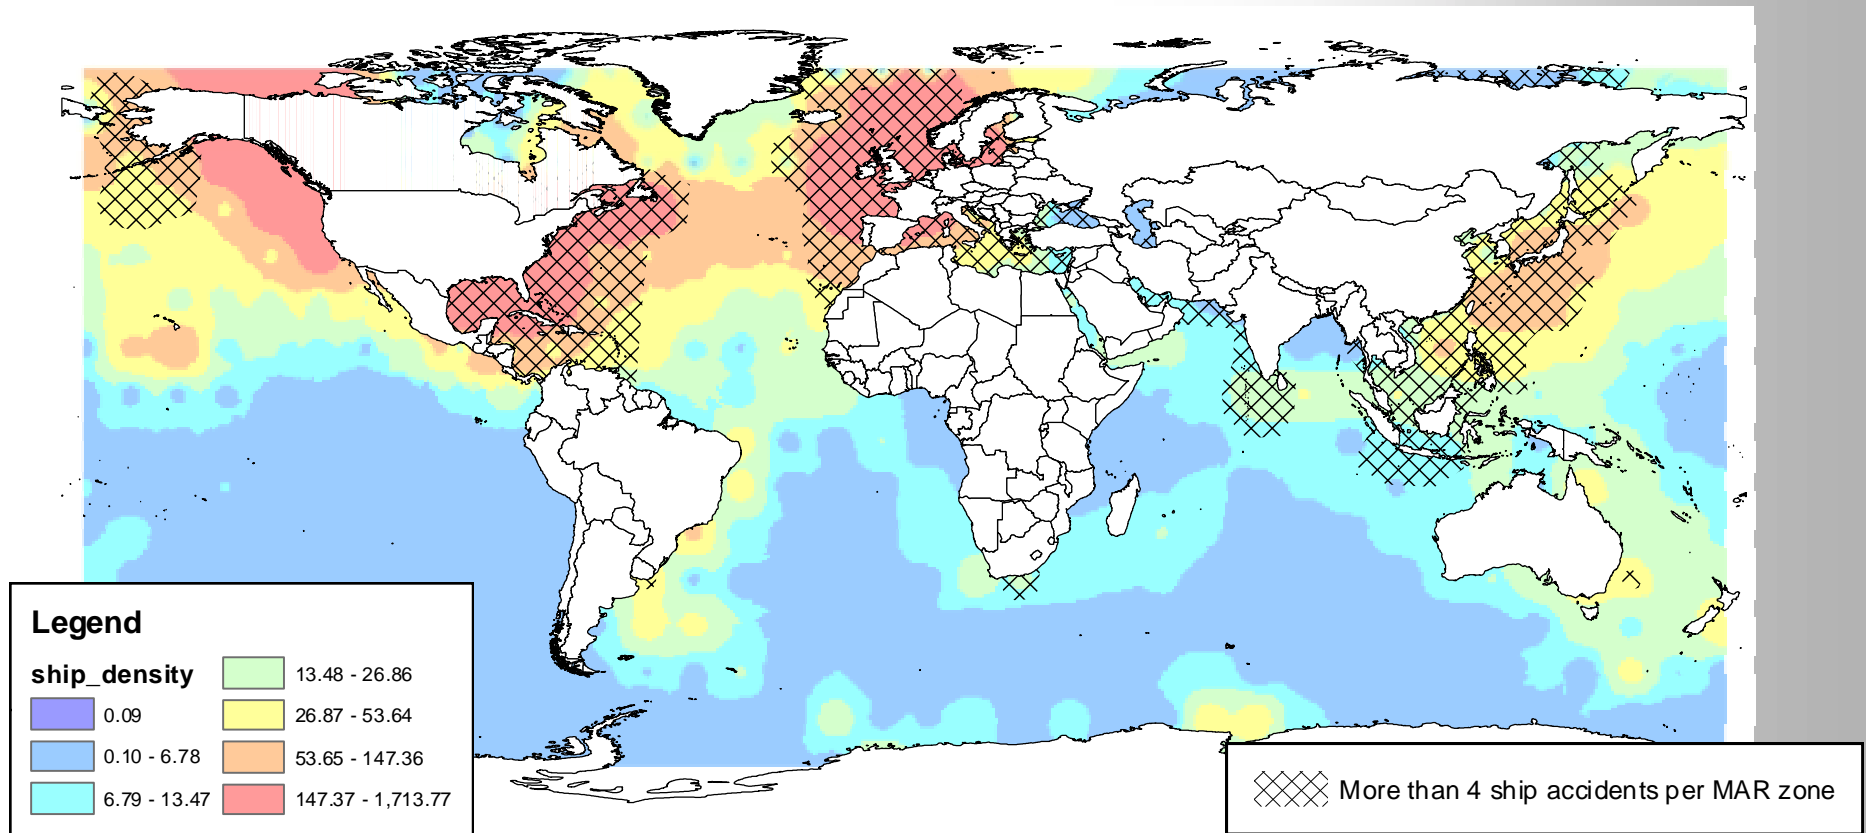 Legend
ship_density
0.09
0.10 - 6.78
6.79 - 13.47
13.48 - 26.86
26.87 - 53.64
53.65 - 147.36
147.37 - 1,713.77
More than 4 ship accidents per MAR zone